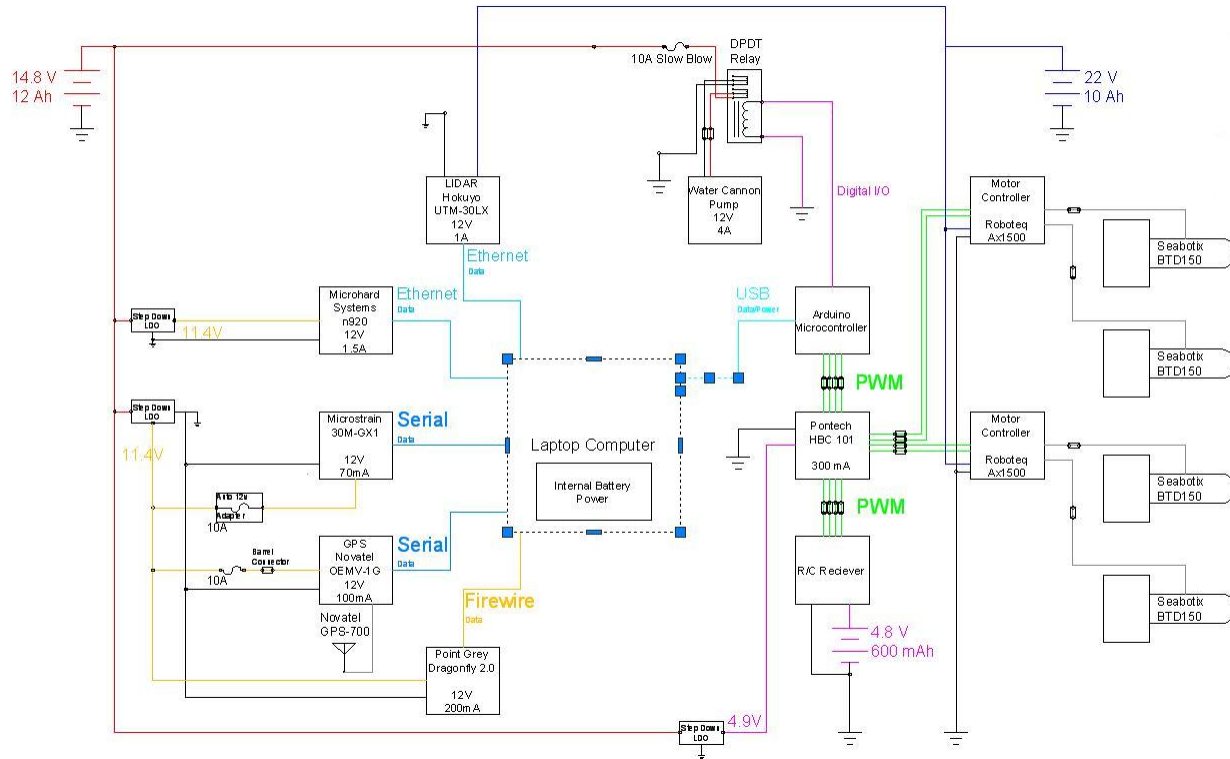 14.8 V
12 Ah
10A Slow Blow
DPDT
Relay
22 V
10 Ah
LIDAR
Hokuyo
UTM-30LX
12V
1A
Water Cannon
Pump
12V
4A
Digital I/O
Motor
Controller
Roboteq
Ax1500
Seabotix
BTD150
Ethernet
Data
Step Down
LDO
11.4V
Microhard
Systems
n920
12V
1.5A
Ethernet
Data
USB
Data/Power
Arduino
Microcontroller
Seabotix
BTD150
PWM
Step Down
LDO
11.4V
Microstrain
30M-GX1
12V
70mA
Serial
Data
Laptop Computer
Internal Battery
Power
Pontech
HBC 101
300 mA
Motor
Controller
Roboteq
Ax1500
Seabotix
BTD150
Auto 12v
Adapter
10A
PWM
Barrel
Connector
10A
GPS
Novatel
OEMV-1G
12V
100mA
Serial
Data
R/C Reciever
Seabotix
BTD150
Novatel
GPS-700
Firewire
Data
4.8 V
600 mAh
Point Grey
Dragonfly 2.0
12V
200mA
Step Down
LDO
4.9V